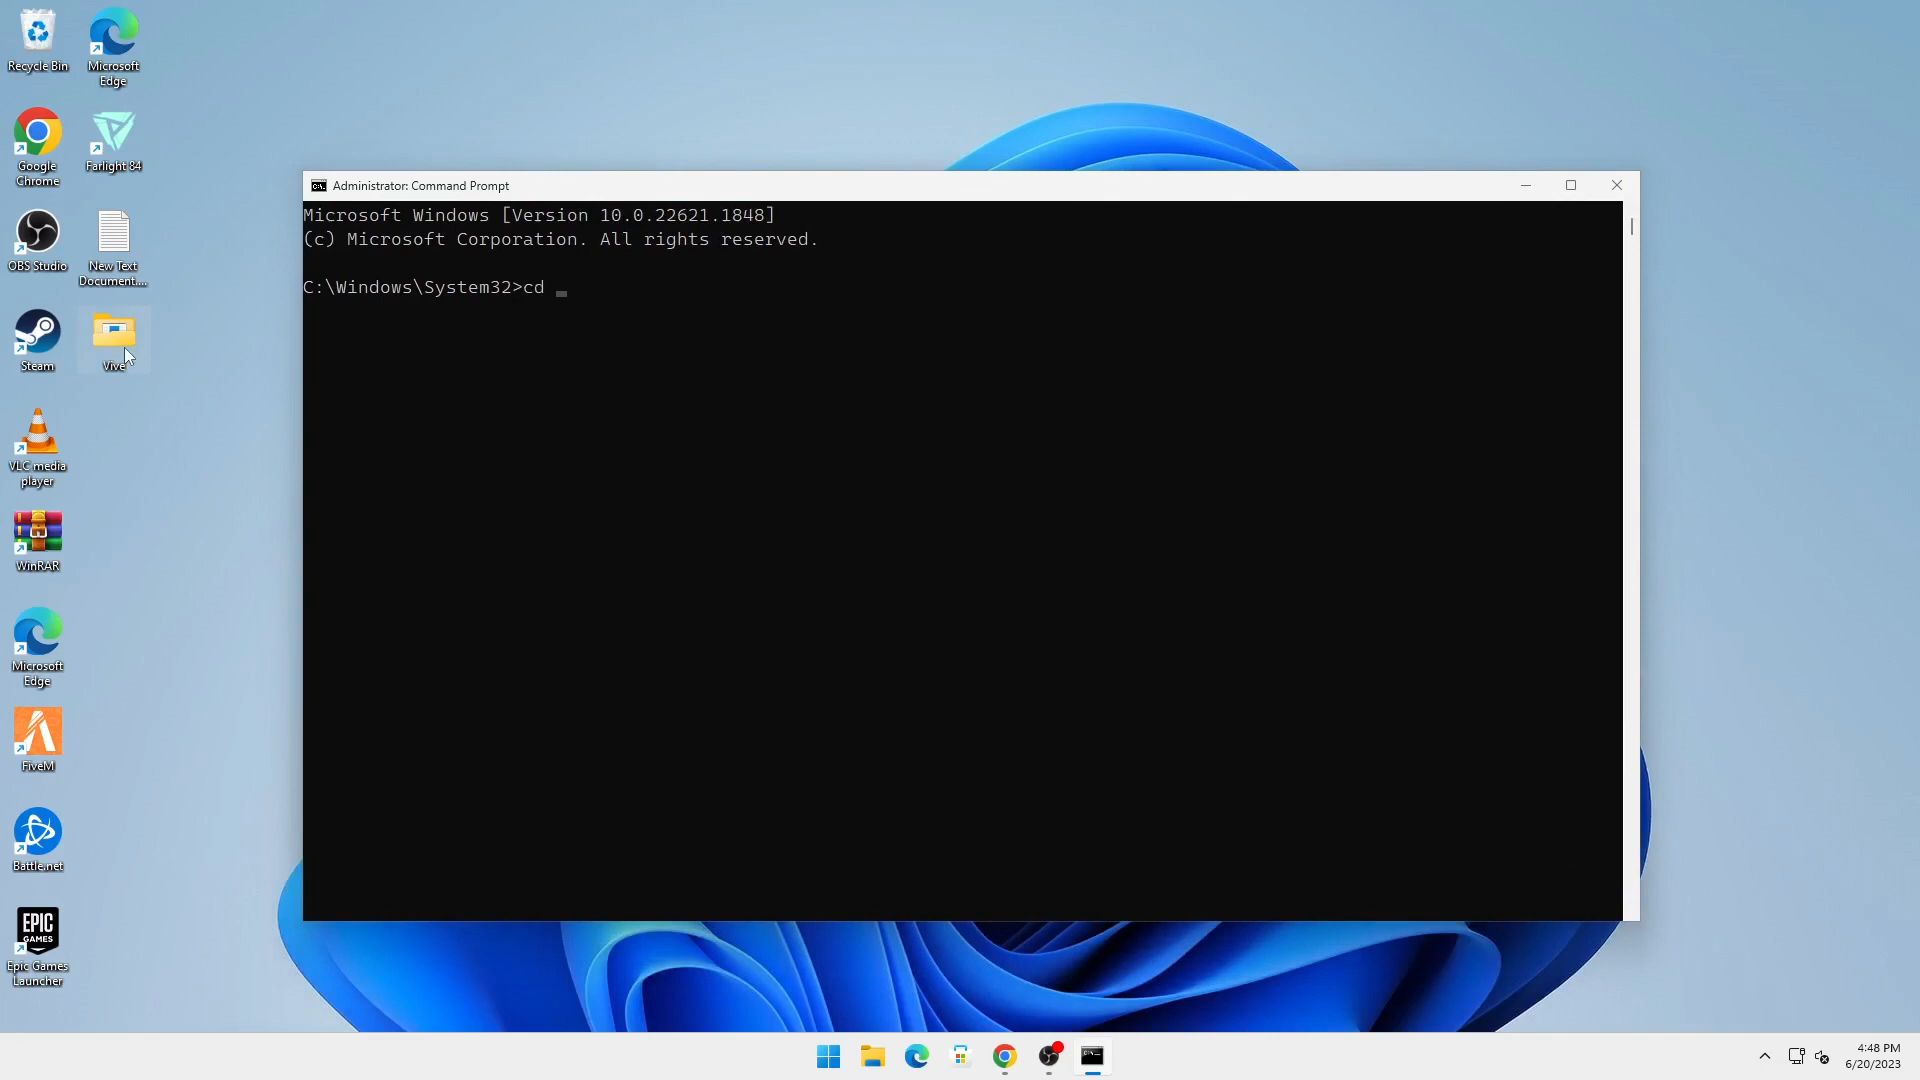 Recycle Bin
Microsoft
Edge
Google
Chrome
Farlight 84
OBS Studio
New Text
Document....
Steam
Vive
VLC media
player
WinRAR
Microsoft
Edge
FiveM
Battle.net
EPIC
GAMES
Epic Games
Launcher
Administrator: Command Prompt
Microsoft Windows [Version 10.0.22621.1848]
(c) Microsoft Corporation. All rights reserved.
C:\Windows\System32>cd
4:48 PM
6/20/2023